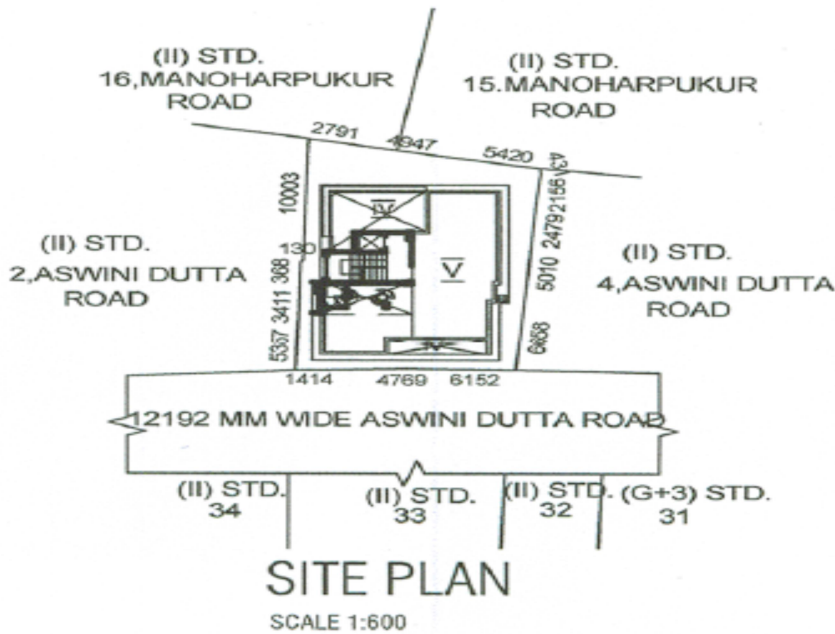 (II) STD.
16,MANOHARPUKUR
ROAD
(II) STD.
15.MANOHARPUKUR
ROAD
2791
4947
5420
10003
2156
2479
5010
130
368
3411
(II) STD.
2,ASWINI DUTTA
ROAD
V
(II) STD.
4,ASWINI DUTTA
ROAD
1414
4769
6152
12192 MM WIDE ASWINI DUTTA ROAD
(II) STD.
34
(II) STD.
33
(II) STD.
32
(G+3) STD.
31
SITE PLAN
SCALE 1:600